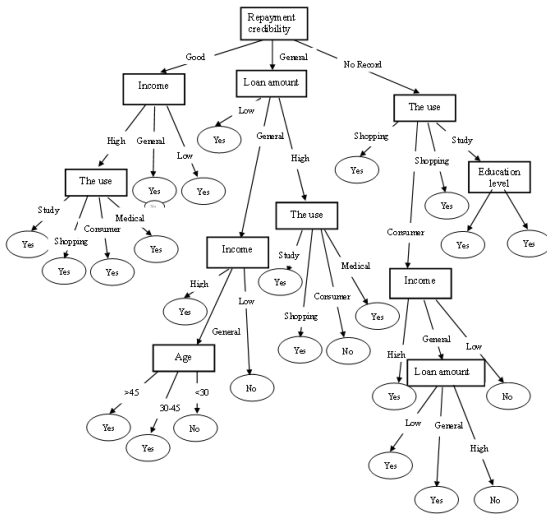 Repayment
credibility
Good
General
No Record
Income
Loan amount
The use
High
General
Low
Low
General
High
Shopping
Shopping
Study
Consumer
Yes
Yes
Yes
Yes
Yes
The use
Education
level
Study
Shopping
Consumer
Medical
Yes
Yes
Yes
Yes
The use
Yes
Yes
Income
Study
Shopping
Consumer
Medical
Yes
Yes
No
Yes
Income
High
General
Low
Yes
No
High
General
Low
Yes
No
Age
Loan amount
>45
30-45
<30
Yes
Yes
No
Low
General
High
Yes
Yes
No